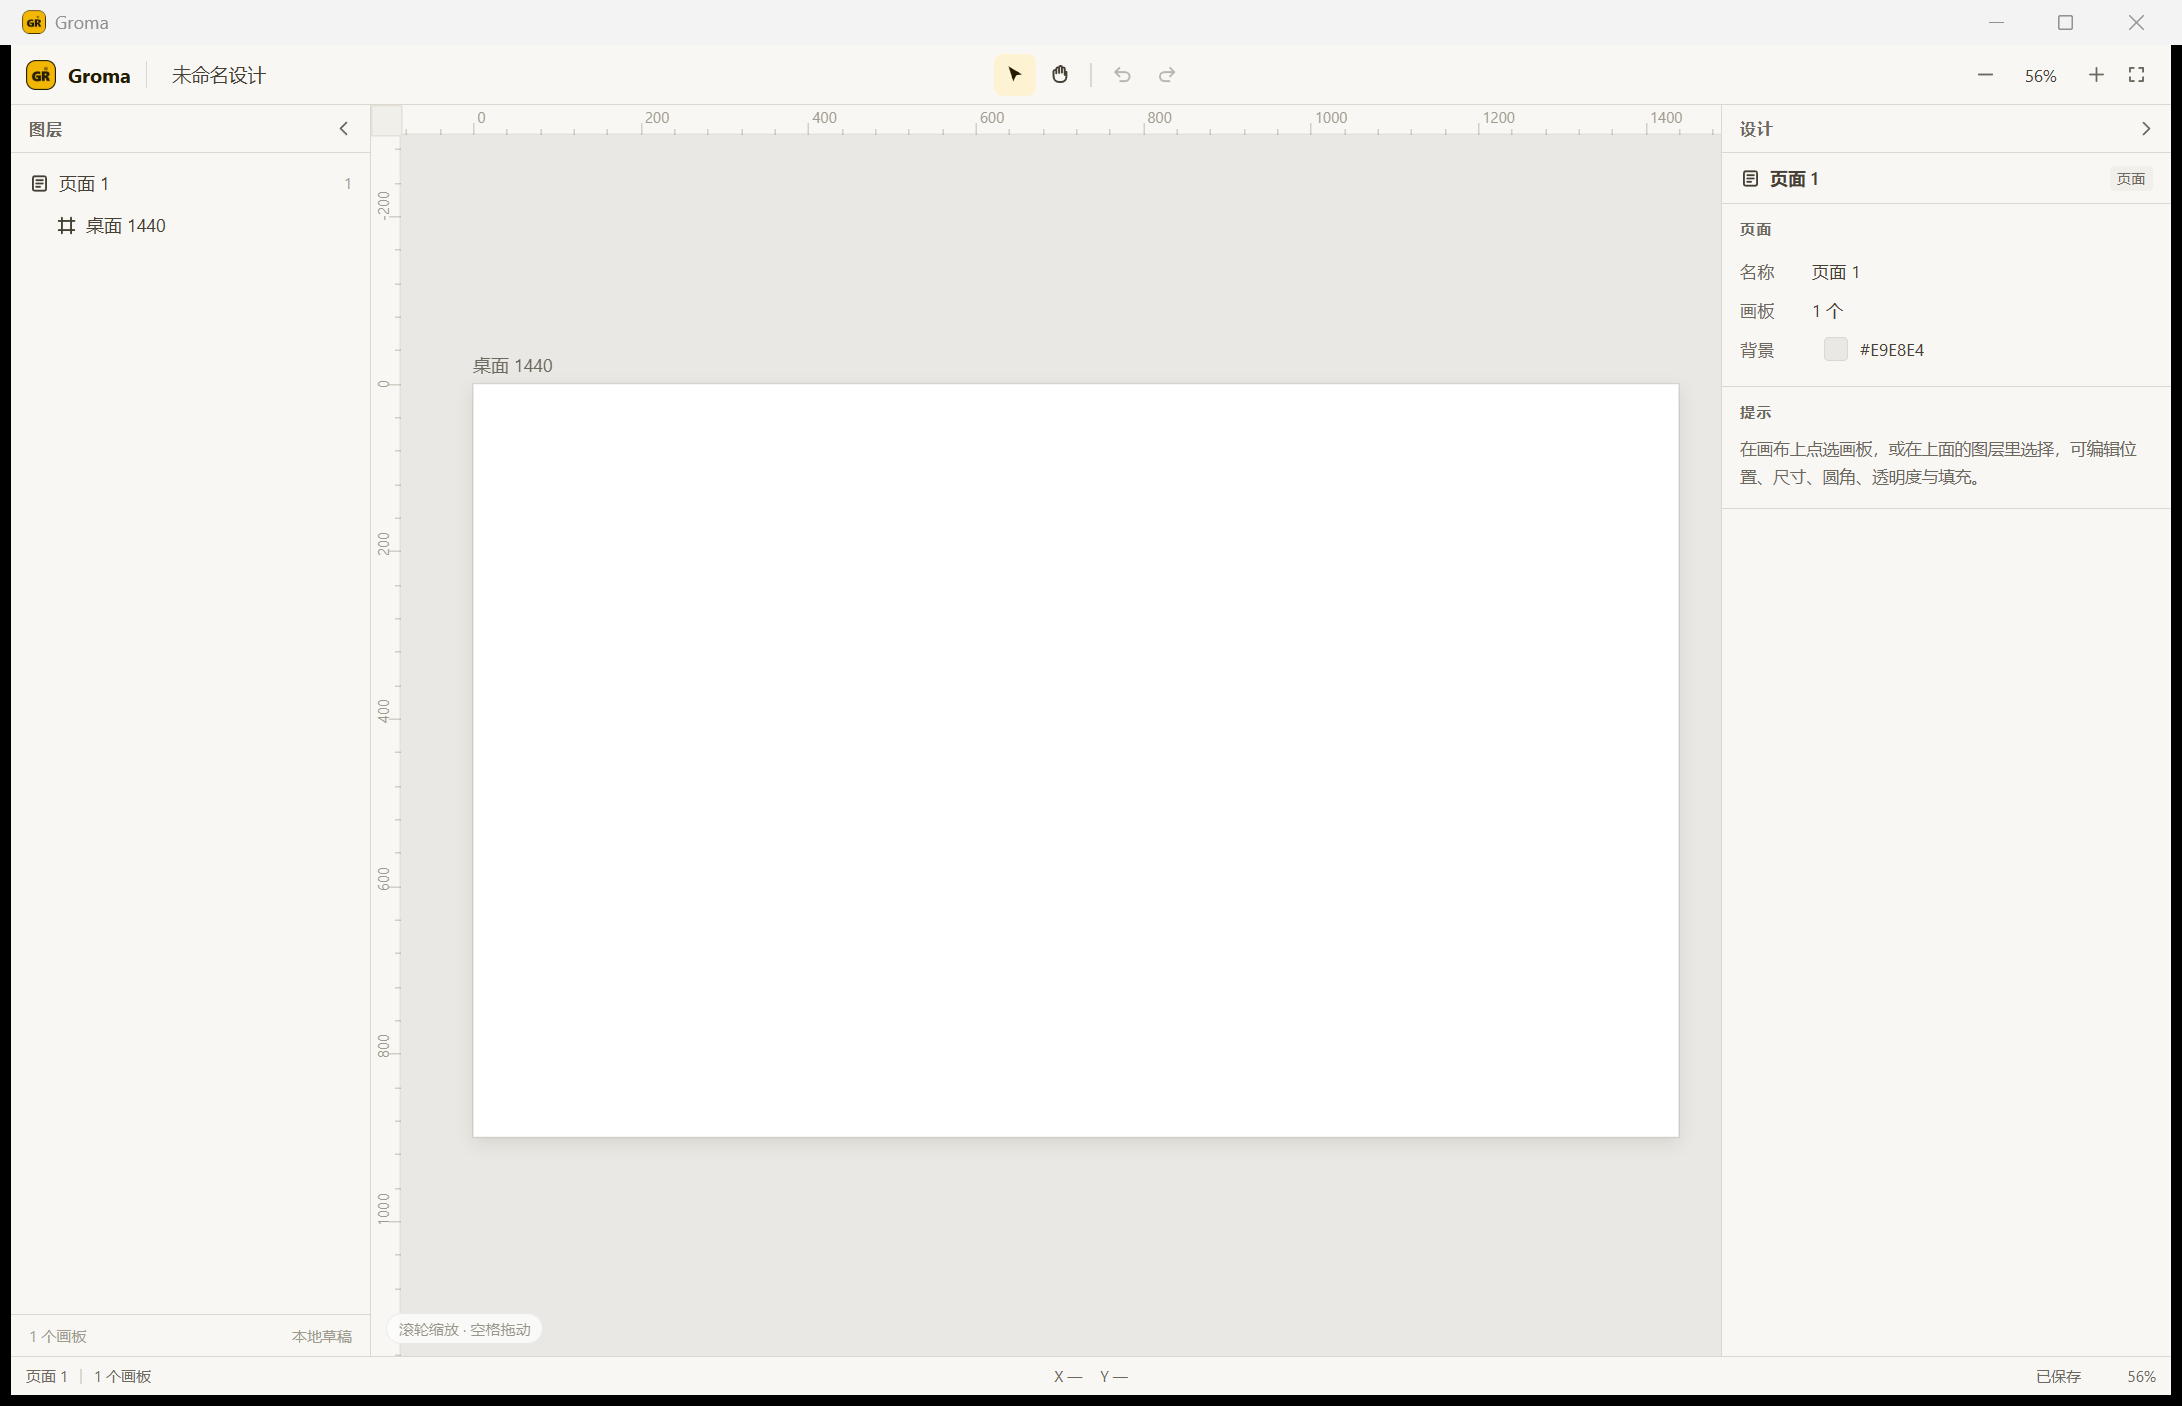 GR Groma
GR Groma 未命名设计
56%
图层
页面 1 1
桌面 1440
0 200 400 600 800 1000 1200 1400
-200
0
200
400
600
800
1000
桌面 1440
滚轮缩放 · 空格拖动
1 个画板 本地草稿
设计
页面 1 页面
页面
名称 页面 1
画板 1 个
背景 #E9E8E4
提示
在画布上点选画板，或在上面的图层里选择，可编辑位
置、尺寸、圆角、透明度与填充。
页面 1 1 个画板 X — Y — 已保存 56%